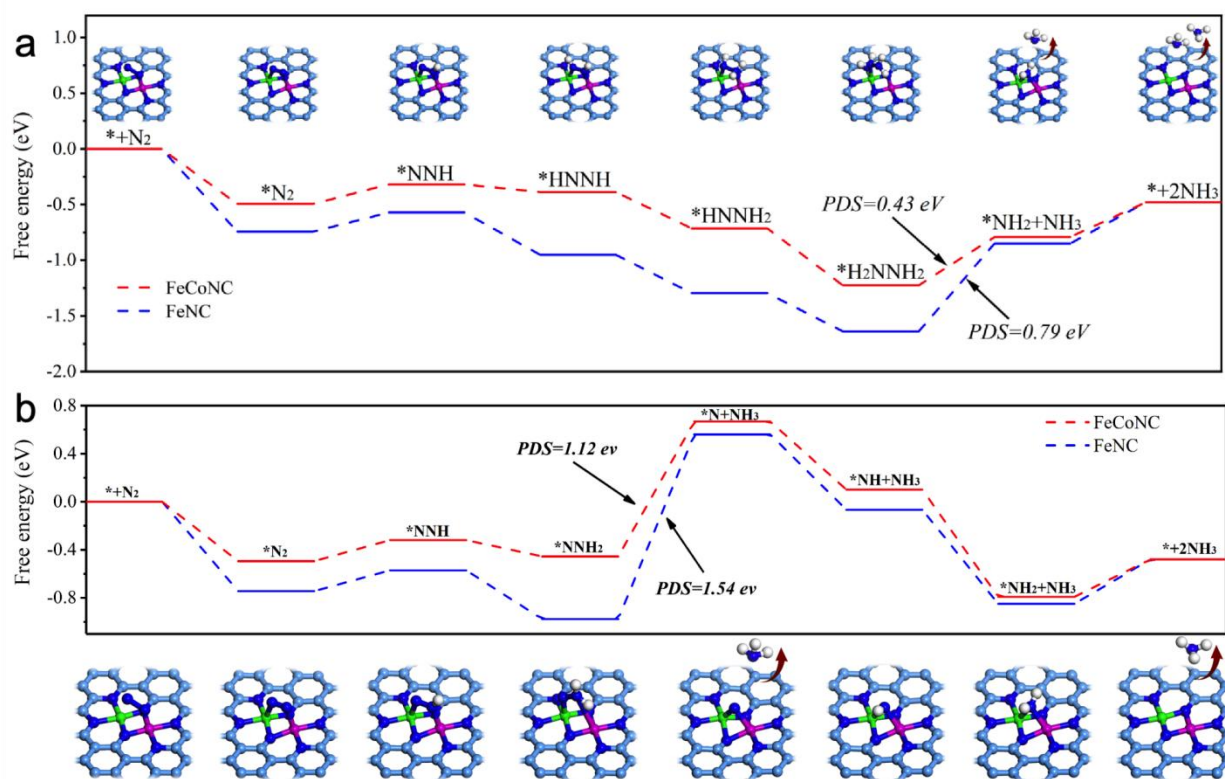 a
1.0
0.5
0.0
-0.5
-1.0
-1.5
-2.0
Free energy (eV)
*+N₂
*N₂
*NNH
*HNNH
*HNNH₂
*H₂NNH₂
*NH₂+NH₃
*+2NH₃
PDS=0.43 eV
PDS=0.79 eV
FeCoNC
FeNC
b
0.8
0.4
0.0
-0.4
-0.8
Free energy (eV)
*+N₂
*N₂
*NNH
*NNH₂
*N+NH₃
*NH+NH₃
*NH₂+NH₃
*+2NH₃
PDS=1.12 ev
PDS=1.54 ev
FeCoNC
FeNC